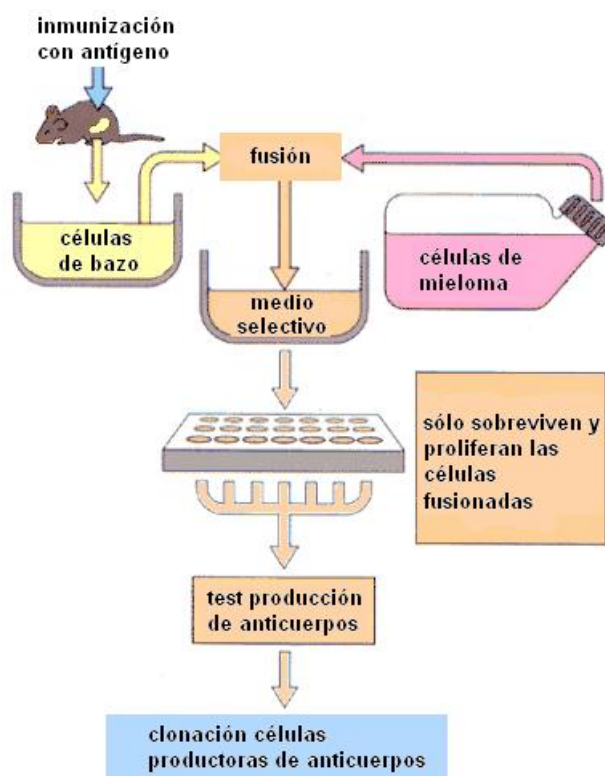 inmunización
con antígeno
fusión
células
de bazo
células de
mieloma
medio
selectivo
sólo sobreviven y
proliferan las
células
fusionadas
test producción
de anticuerpos
clonación células
productoras de anticuerpos